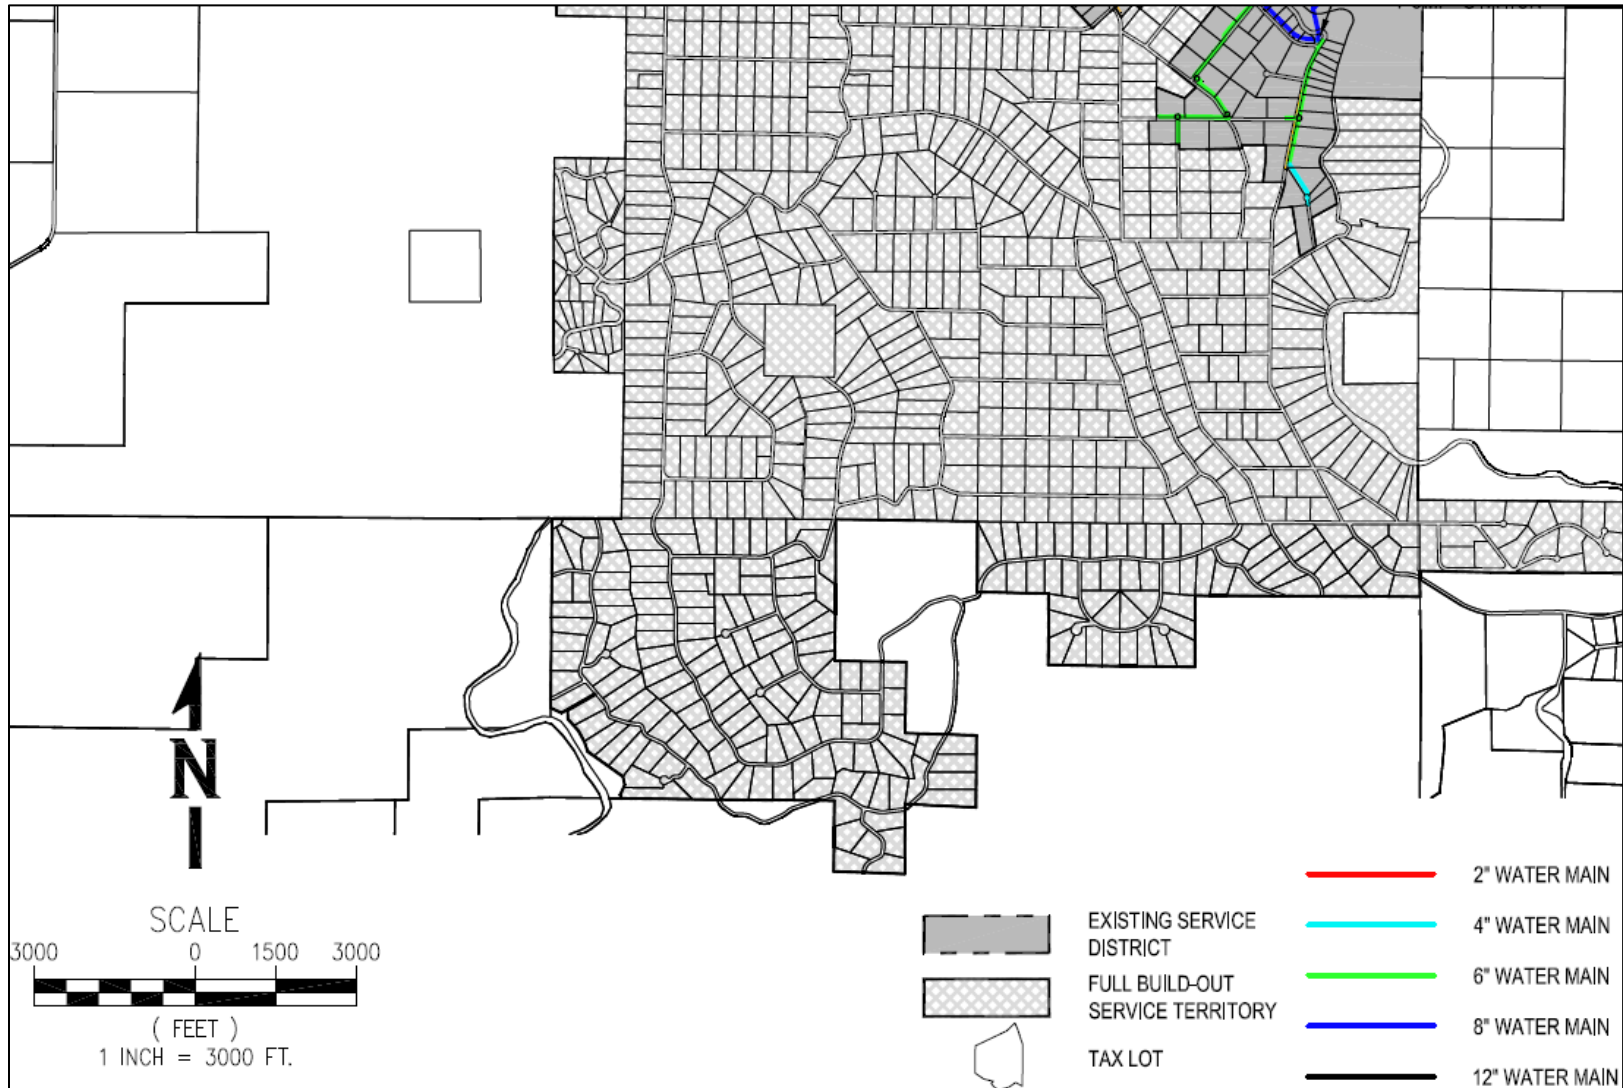 N
SCALE
3000 0 1500 3000
( FEET )
1 INCH = 3000 FT.
EXISTING SERVICE
DISTRICT
FULL BUILD-OUT
SERVICE TERRITORY
TAX LOT
2" WATER MAIN
4" WATER MAIN
6" WATER MAIN
8" WATER MAIN
12" WATER MAIN